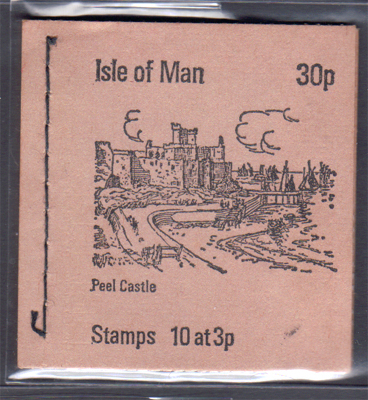 Isle of Man 30p
Peel Castle
Stamps 10 at 3p